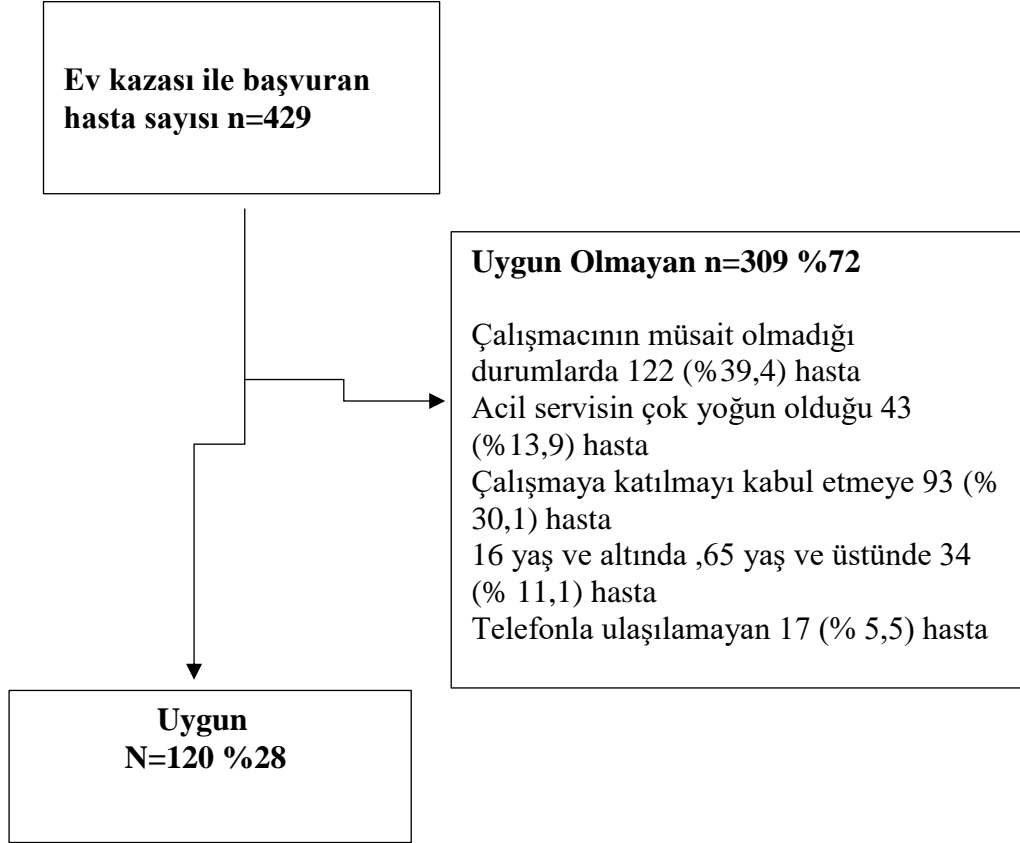 Ev kazası ile başvuran
hasta sayısı n=429
Uygun Olmayan n=309 %72
Çalışmacının müsait olmadığı
durumlarda 122 (%39,4) hasta
Acil servisin çok yoğun olduğu 43
(%13,9) hasta
Çalışmaya katılmayı kabul etmeye 93 (%
30,1) hasta
16 yaş ve altında ,65 yaş ve üstünde 34
(% 11,1) hasta
Telefonla ulaşılamayan 17 (% 5,5) hasta
Uygun
N=120 %28